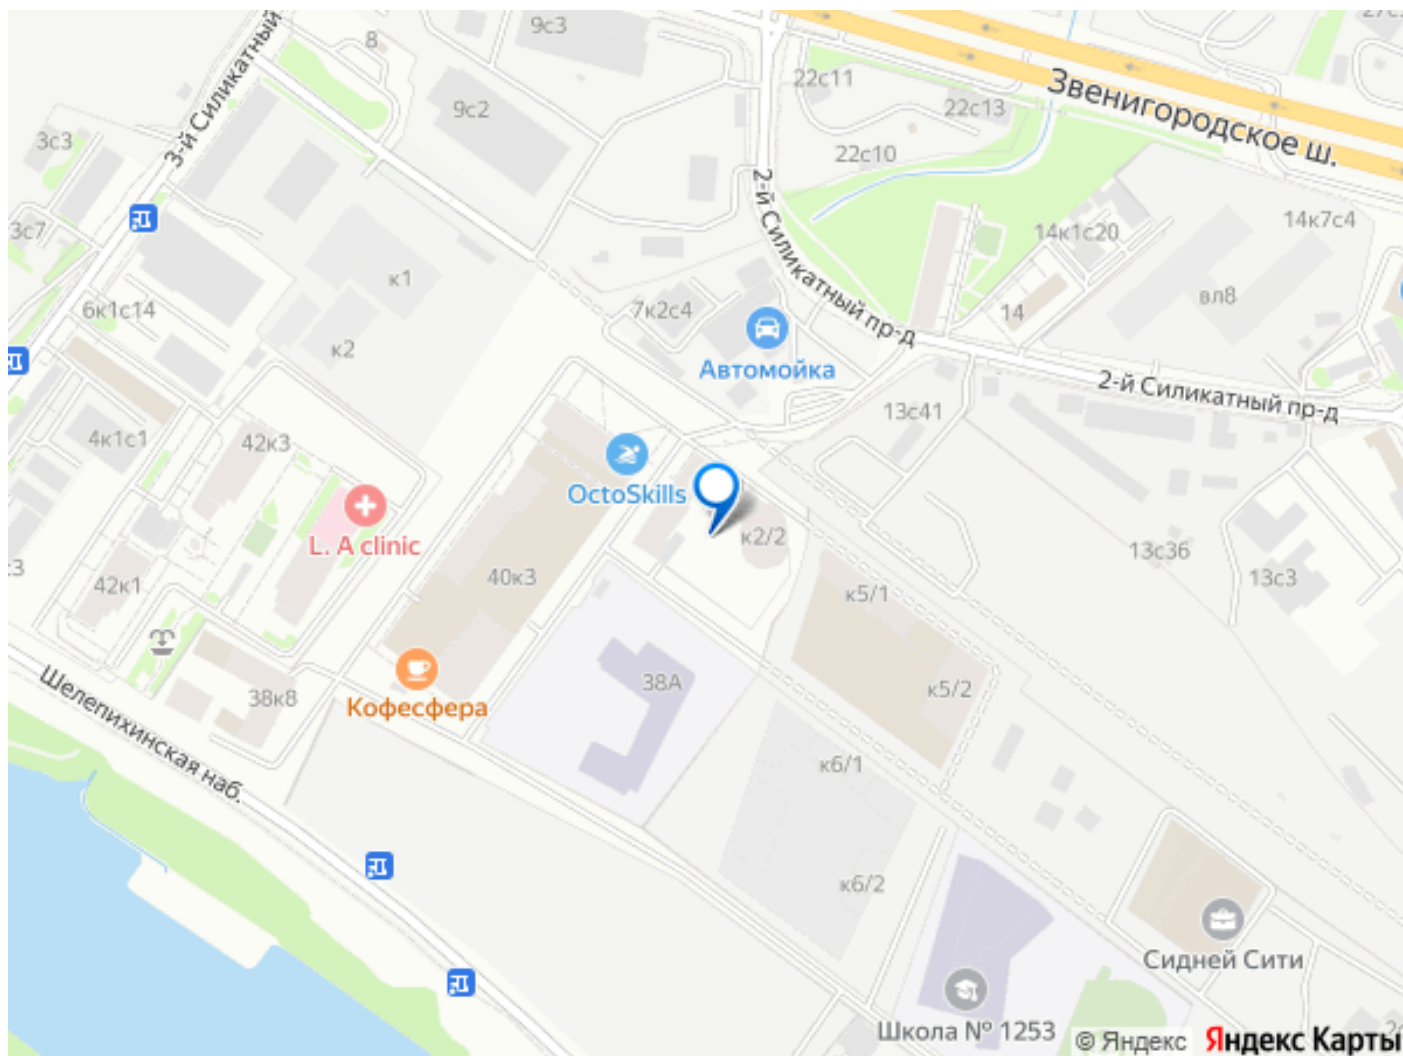 9с3
8
22с11
Звенигородское ш.
3-й Силикатный
9с2
22с13
3с3
22с10
2-й Силикатный пр-д
14к7с4
3с7
14к1с20
к1
вл8
6к1с14
7к2с4
14
к2
Автомойка
2-й Силикатный пр-д
13с41
4к1с1
42к3
OctoSkills
L. A clinic
к2/2
13с36
40к3
13с3
42к1
к5/1
38А
к5/2
Шелепихинская наб.
38к8
Кофесфера
к6/1
к6/2
Сидней Сити
Школа № 1253
© Яндекс
Яндекс Карты